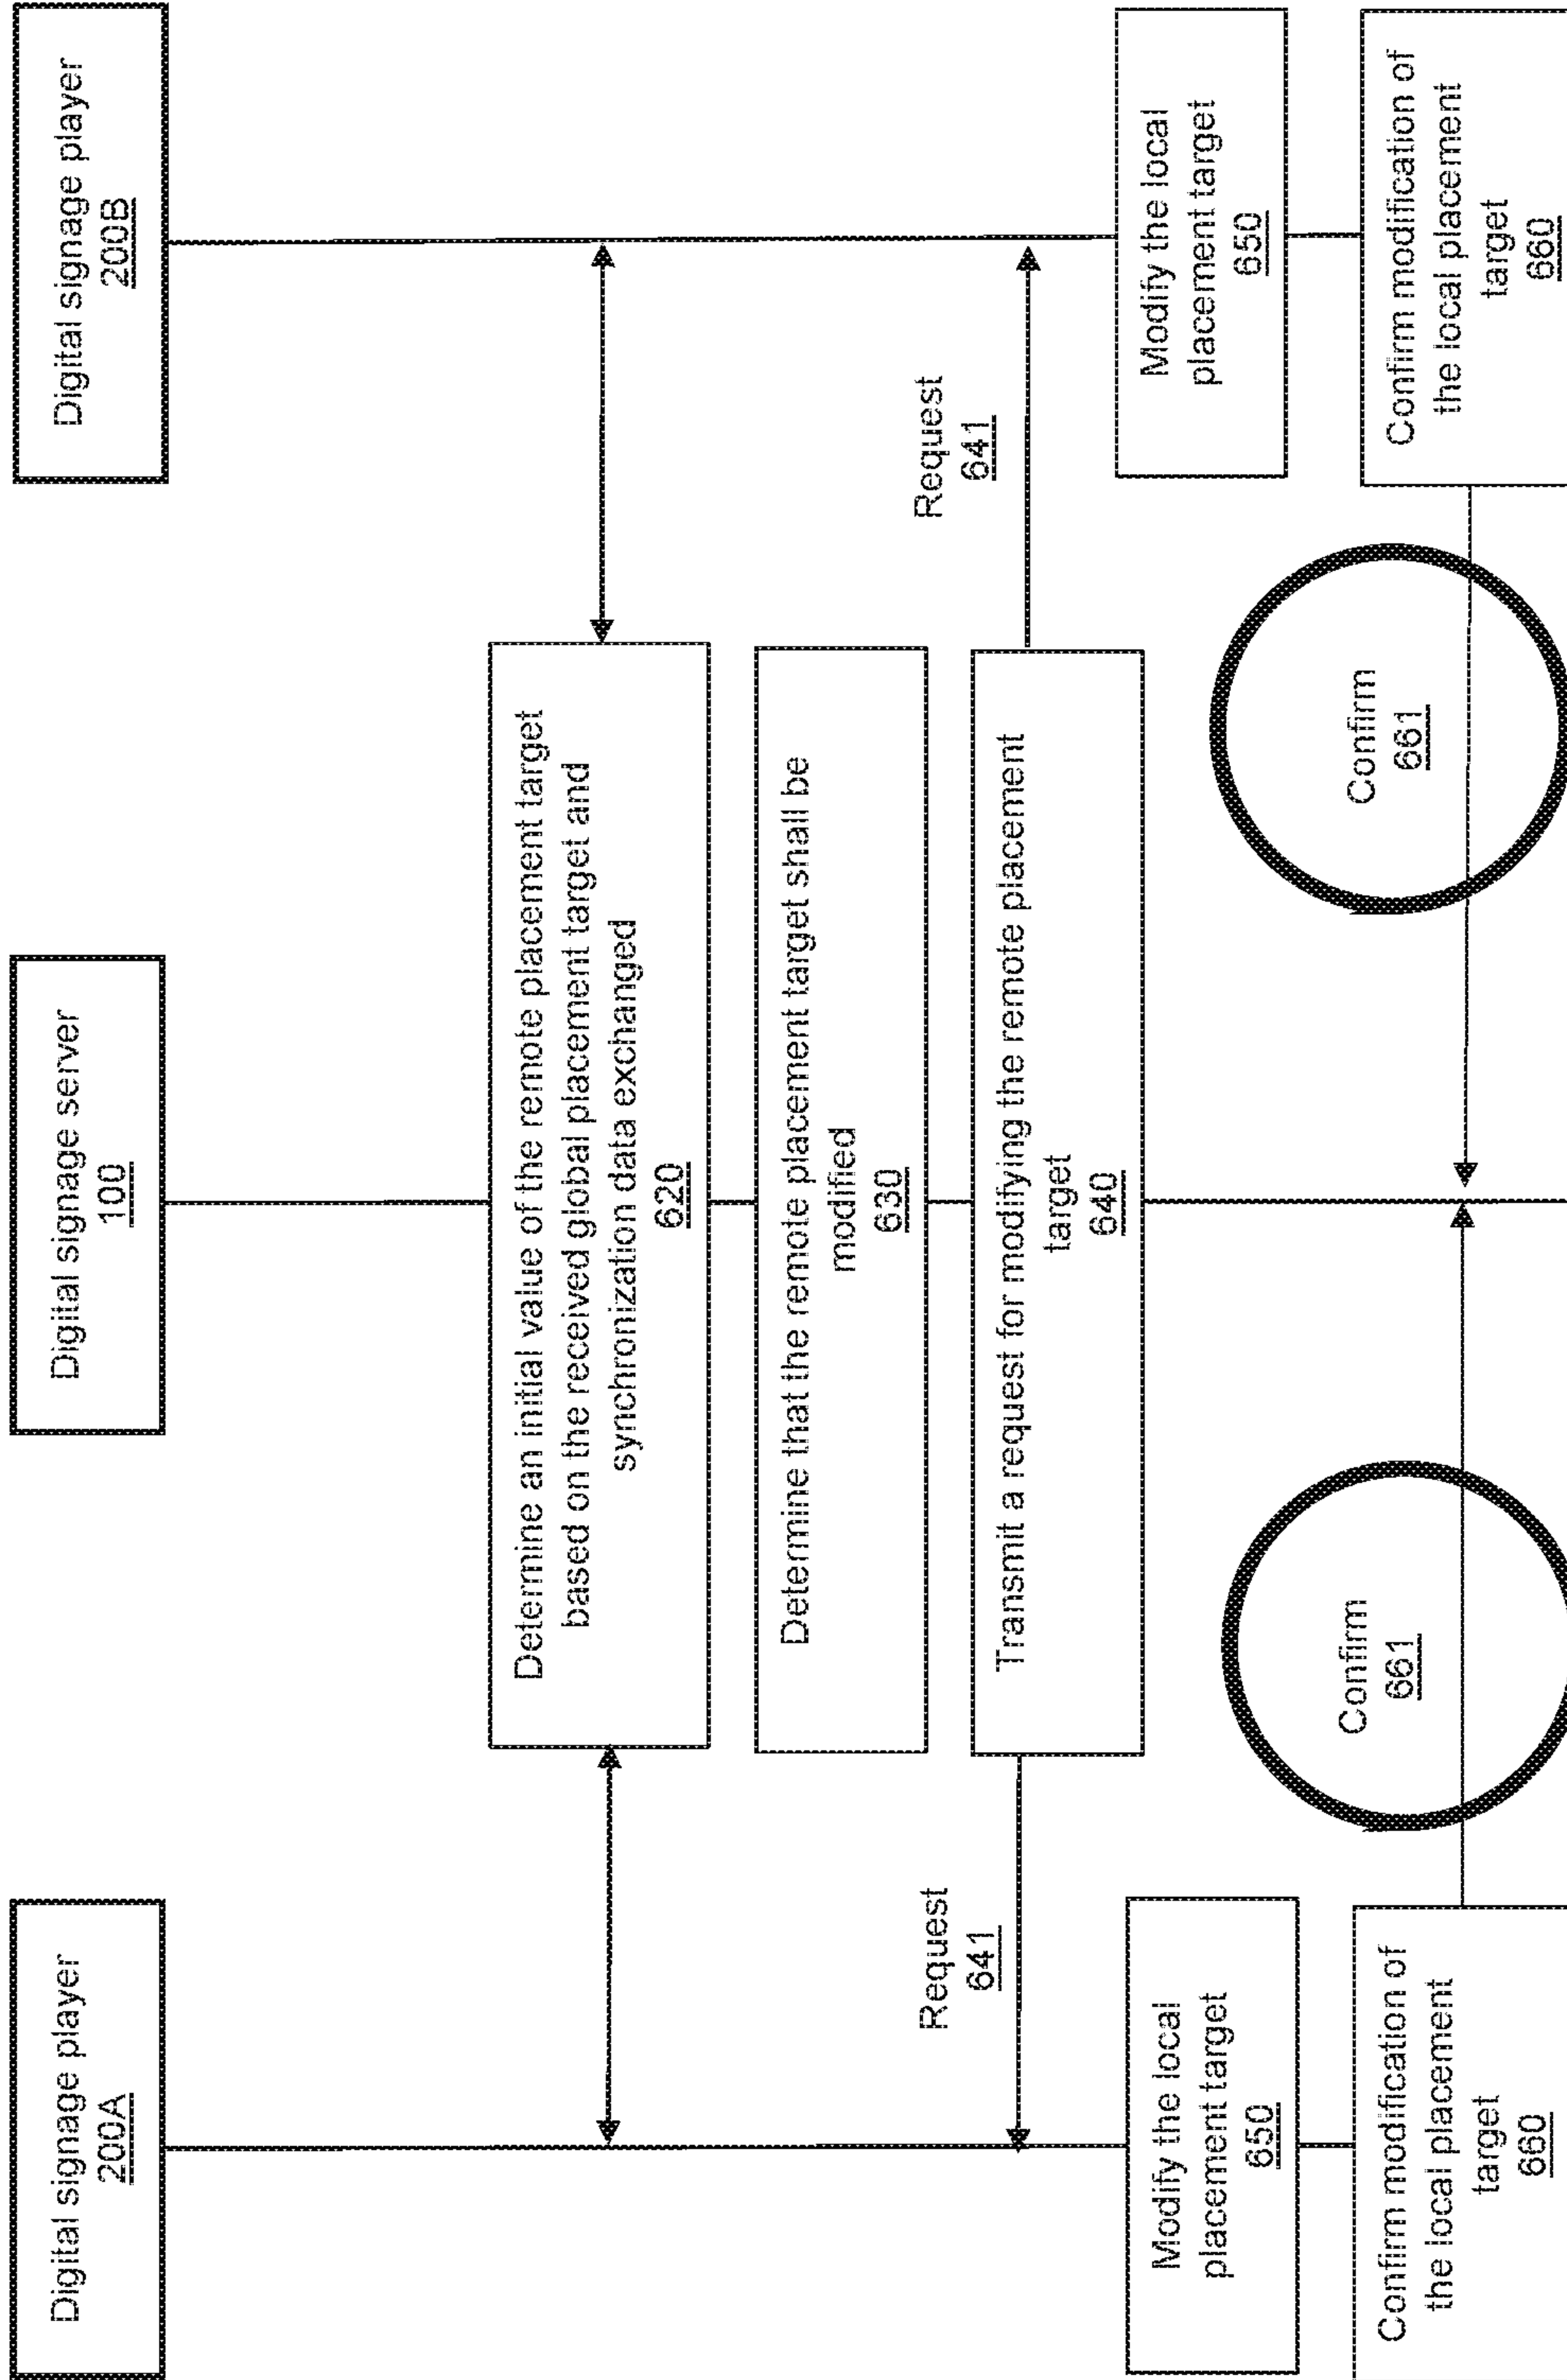 Digital signage player
200A
Digital signage server
100
Digital signage player
200B
Determine an initial value of the remote placement target
based on the received global placement target and
synchronization data exchanged
620
Determine that the remote placement target shall be
modified
630
Request
641
Transmit a request for modifying the remote placement
target
640
Request
641
Modify the local
placement target
650
Modify the local
placement target
650
Confirm modification of
the local placement
target
660
Confirm
661
Confirm
661
Confirm modification of
the local placement
target
660